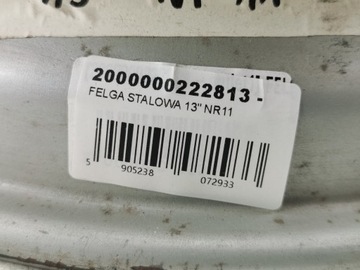 2000000222813 -
FELGA STALOWA 13" NR11
5 905238 072933